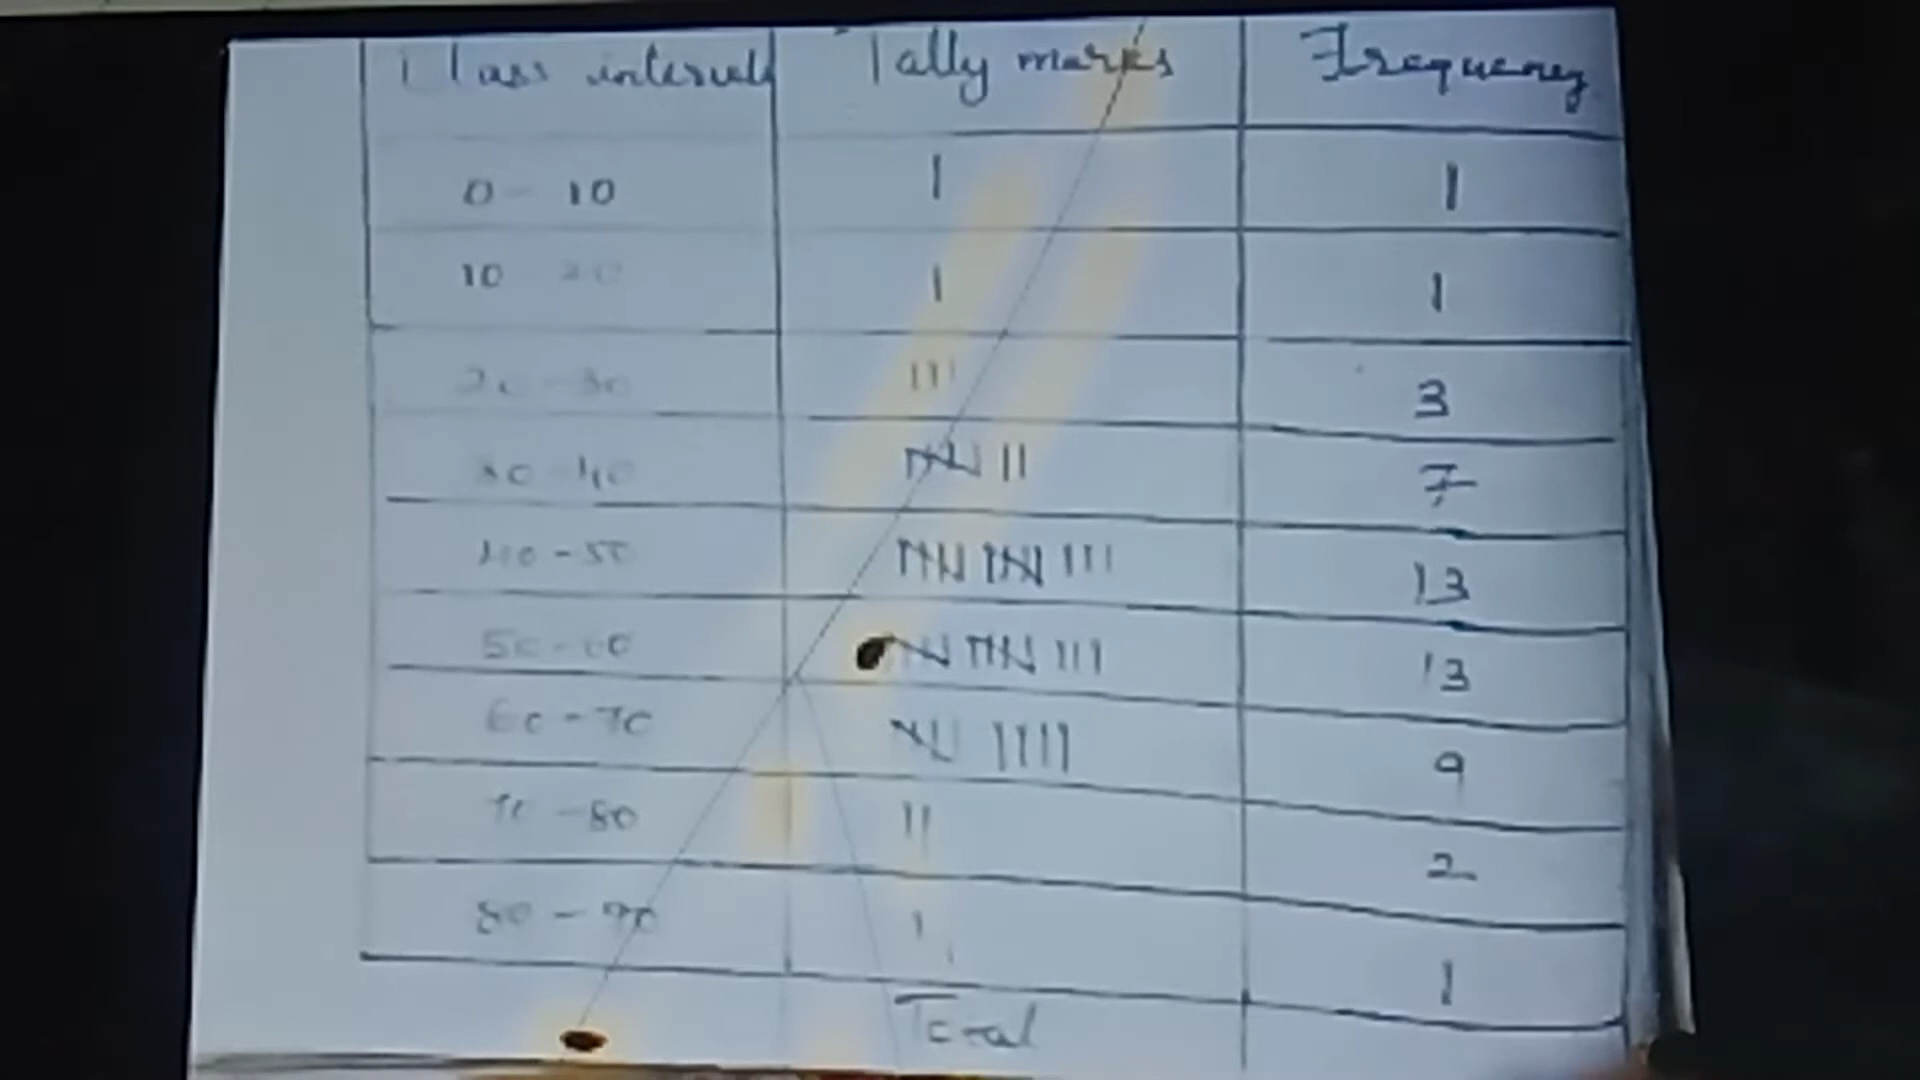 Class interval Tally marks Frequency
0 - 10 | 1
10 - 20 | 1
20 - 30 ||| 3
30 - 40 |||| || 7
40 - 50 |||| |||| ||| 13
50 - 60 |||| |||| ||| 13
60 - 70 |||| |||| 9
70 - 80 || 2
80 - 90 | 1
Total